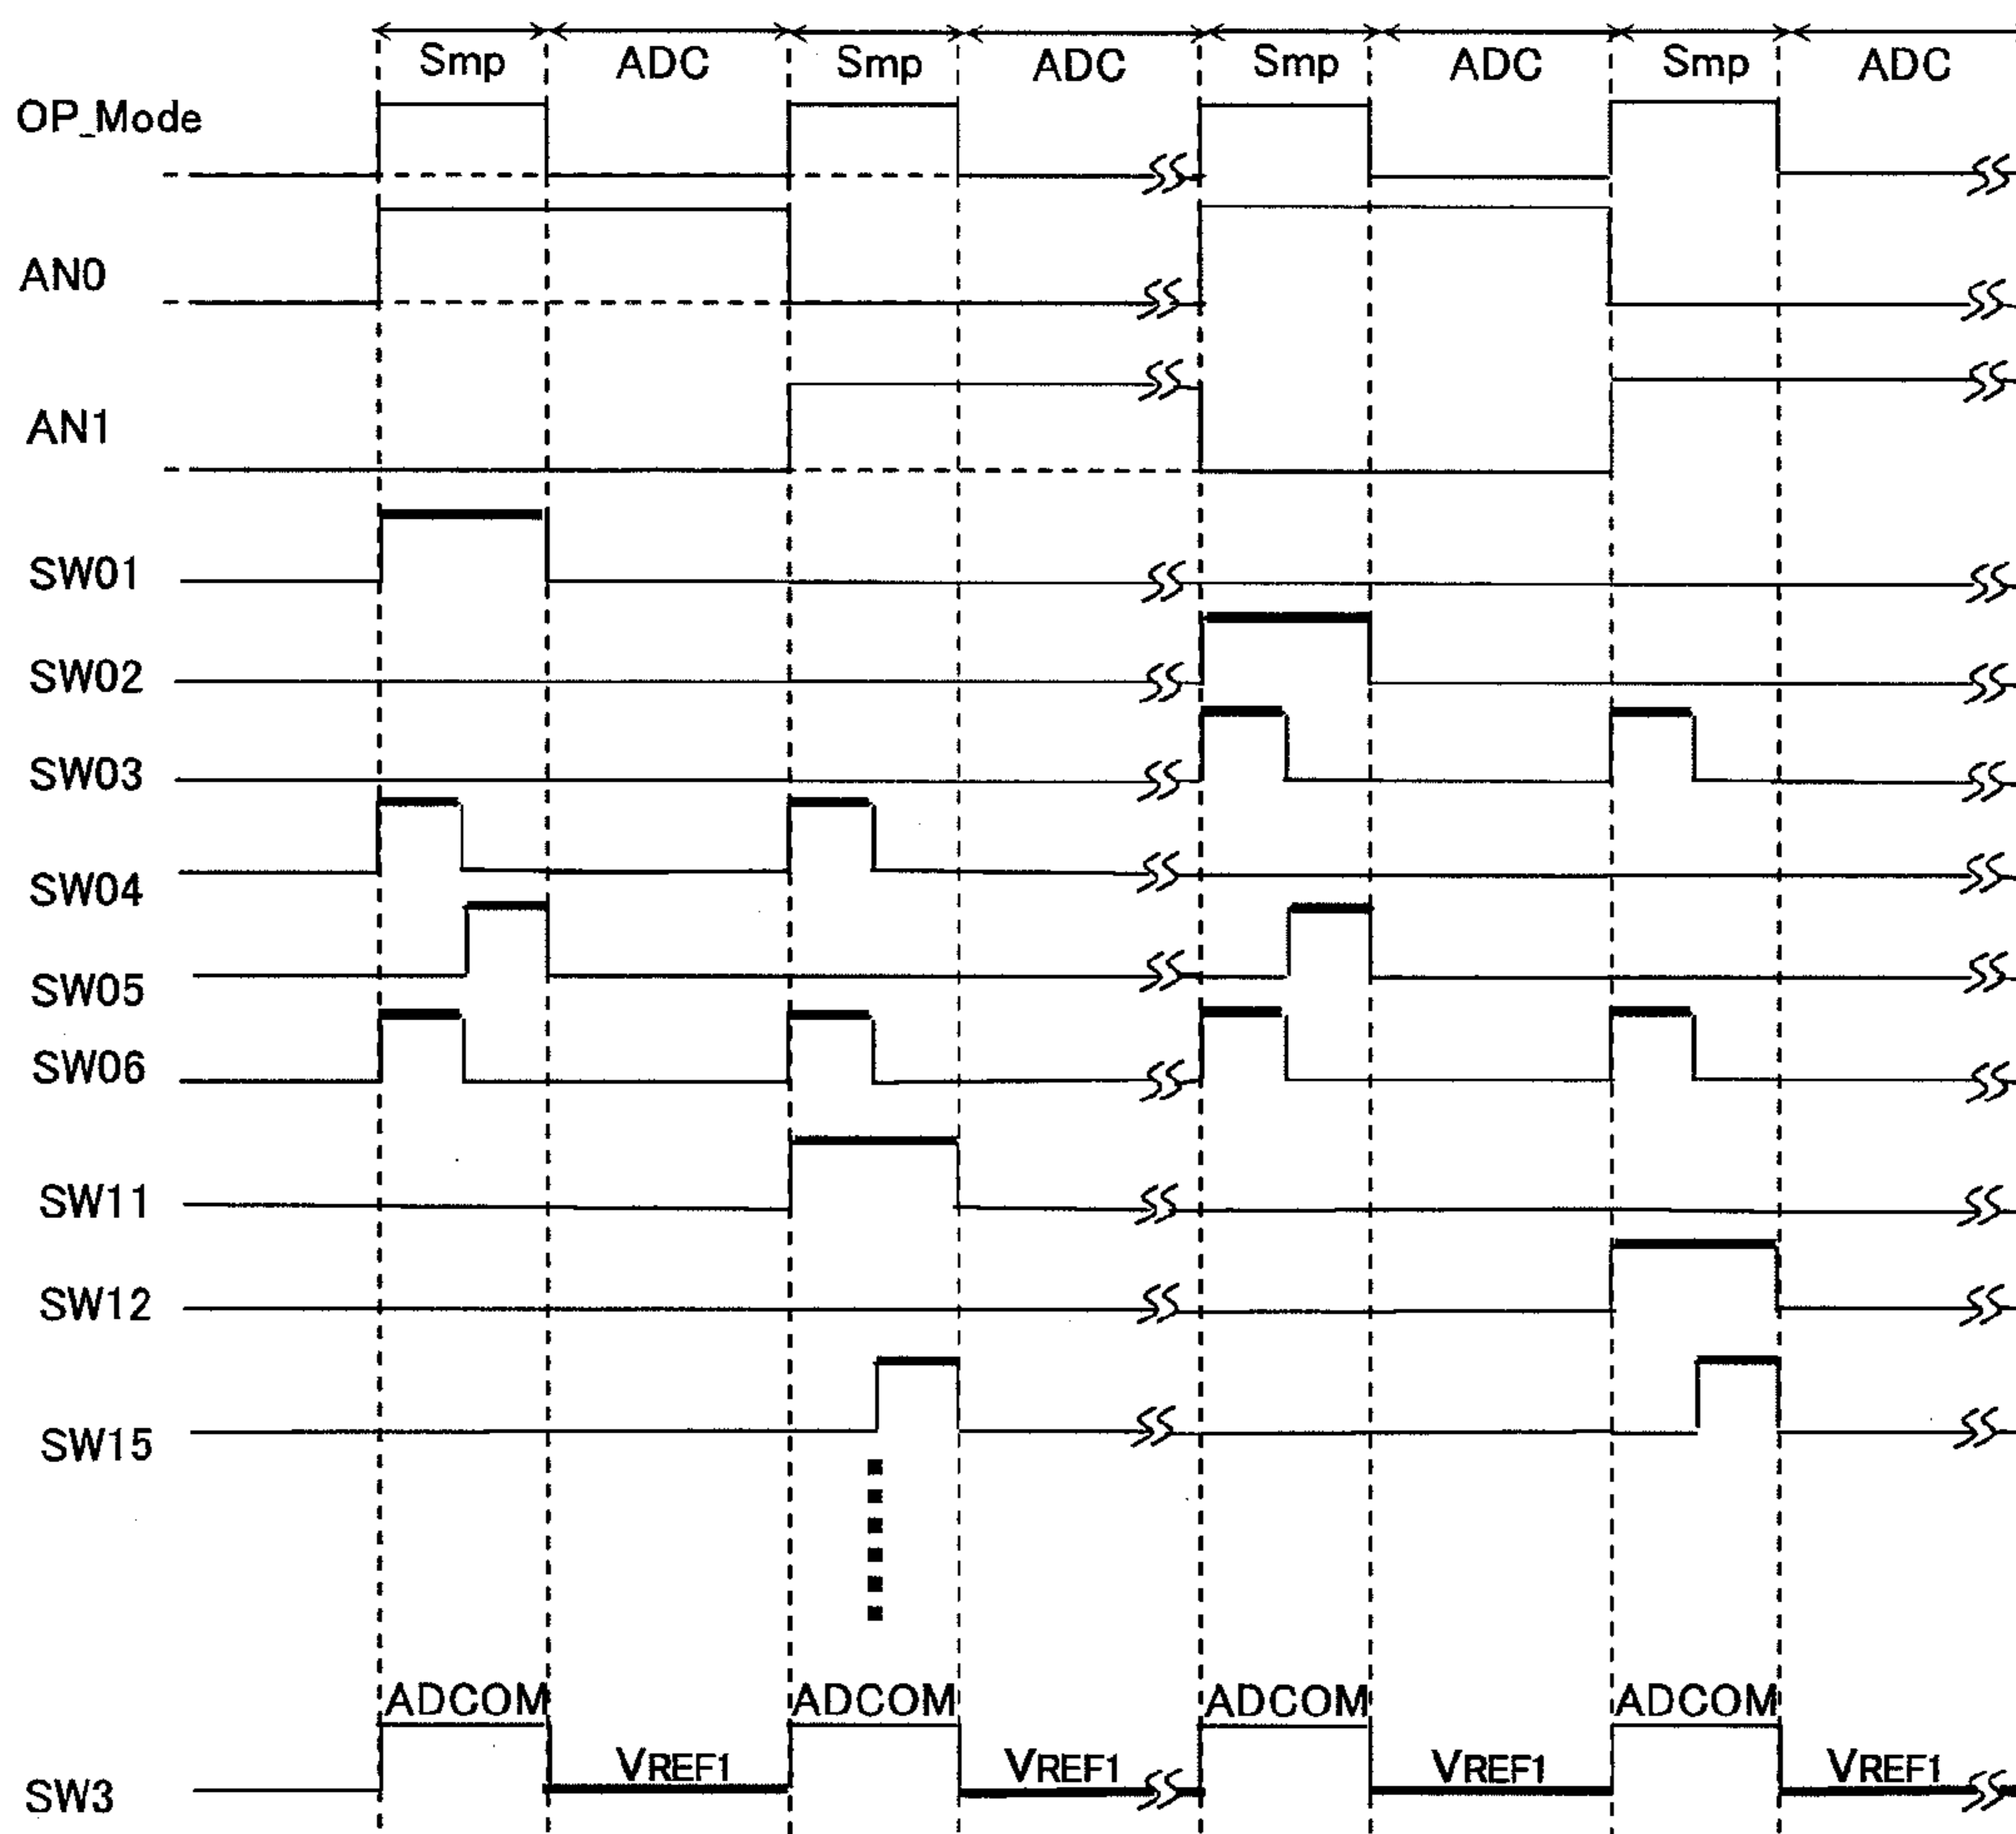 Smp ADC Smp ADC Smp ADC Smp ADC
OP_Mode
AN0
AN1
SW01
SW02
SW03
SW04
SW05
SW06
SW11
SW12
SW15
ADCOM ADCOM ADCOM ADCOM
VREF1 VREF1 VREF1 VREF1
SW3